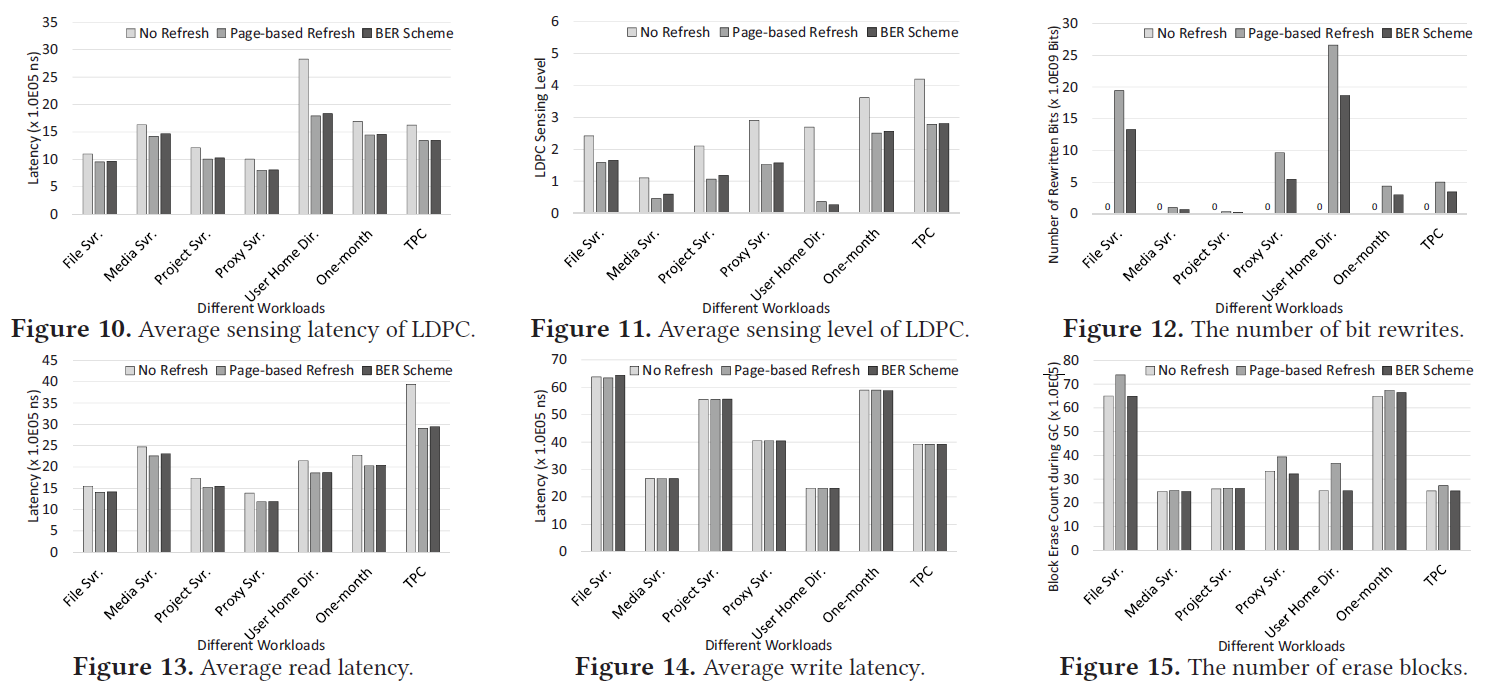 No Refresh Page-based Refresh BER Scheme
Latency (x 1.0E05 ns)
35
30
25
20
15
10
5
0
File Svr.
Media Svr.
Project Svr.
Proxy Svr.
User Home Dir.
One-month
TPC
Different Workloads
Figure 10. Average sensing latency of LDPC.
No Refresh Page-based Refresh BER Scheme
LDPC Sensing Level
6
5
4
3
2
1
0
File Svr.
Media Svr.
Project Svr.
Proxy Svr.
User Home Dir.
One-month
TPC
Different Workloads
Figure 11. Average sensing level of LDPC.
No Refresh Page-based Refresh BER Scheme
Number of Rewritten Bits (x 1.0E09 Bits)
30
25
20
15
10
5
0
0 0 0 0 0 0 0
File Svr.
Media Svr.
Project Svr.
Proxy Svr.
User Home Dir.
One-month
TPC
Different Workloads
Figure 12. The number of bit rewrites.
No Refresh Page-based Refresh BER Scheme
Latency (x 1.0E05 ns)
45
40
35
30
25
20
15
10
5
0
File Svr.
Media Svr.
Project Svr.
Proxy Svr.
User Home Dir.
One-month
TPC
Different Workloads
Figure 13. Average read latency.
No Refresh Page-based Refresh BER Scheme
Latency (x 1.0E05 ns)
70
60
50
40
30
20
10
0
File Svr.
Media Svr.
Project Svr.
Proxy Svr.
User Home Dir.
One-month
TPC
Different Workloads
Figure 14. Average write latency.
No Refresh Page-based Refresh BER Scheme
Block Erase Count during GC (x 1.0E05)
80
70
60
50
40
30
20
10
0
File Svr.
Media Svr.
Project Svr.
Proxy Svr.
User Home Dir.
One-month
TPC
Different Workloads
Figure 15. The number of erase blocks.